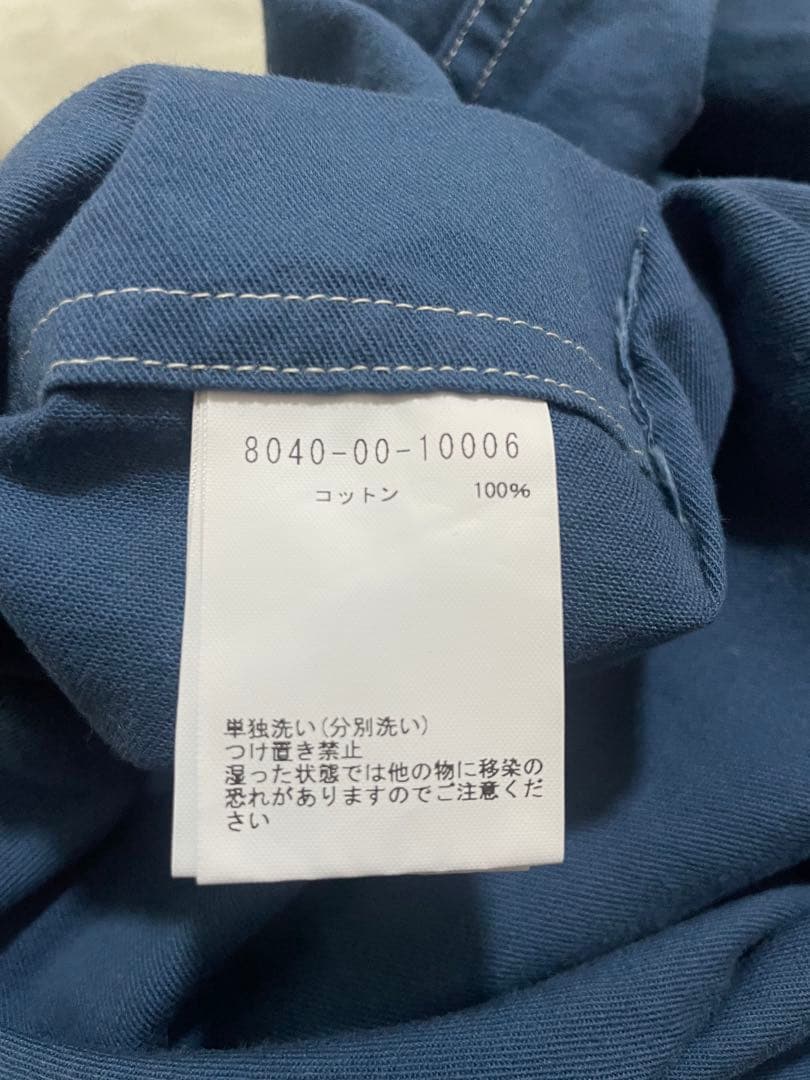 8040-00-10006
コットン 100%
単独洗い(分別洗い)
つけ置き禁止
湿った状態では他の物に移染の
恐れがありますのでご注意くだ
さい